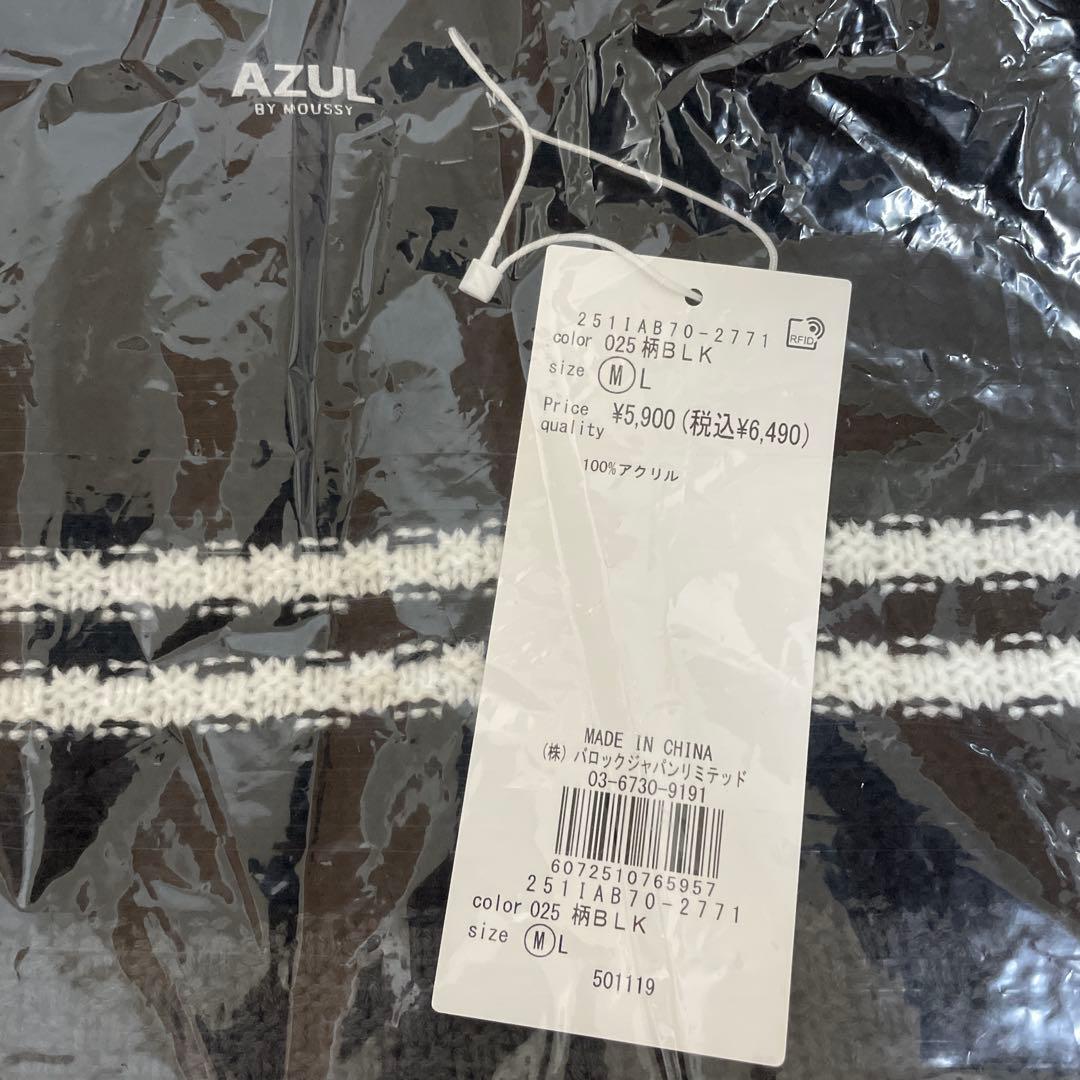 AZUL
BY MOUSSY
251IAB70-2771
RFID
color 025 柄BLK
size M L
Price ¥5,900 (税込¥6,490)
quality
100%アクリル
MADE IN CHINA
(株) バロックジャパンリミテッド
03-6730-9191
6072510765957
251IAB70-2771
color 025 柄BLK
size M L
501119